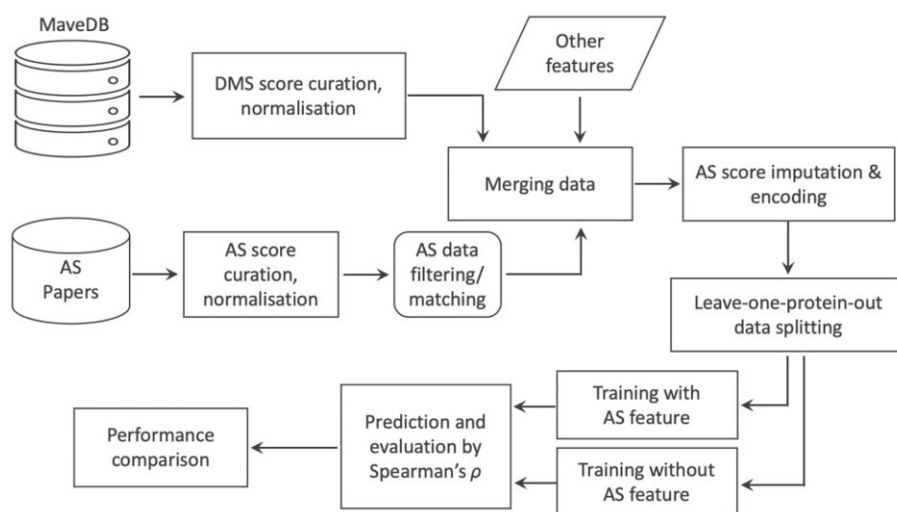 MaveDB
DMS score curation,
normalisation
Other
features
Merging data
AS score imputation &
encoding
AS
Papers
AS score
curation,
normalisation
AS data
filtering/
matching
Leave-one-protein-out
data splitting
Training with
AS feature
Training without
AS feature
Prediction and
evaluation by
Spearman's ρ
Performance
comparison